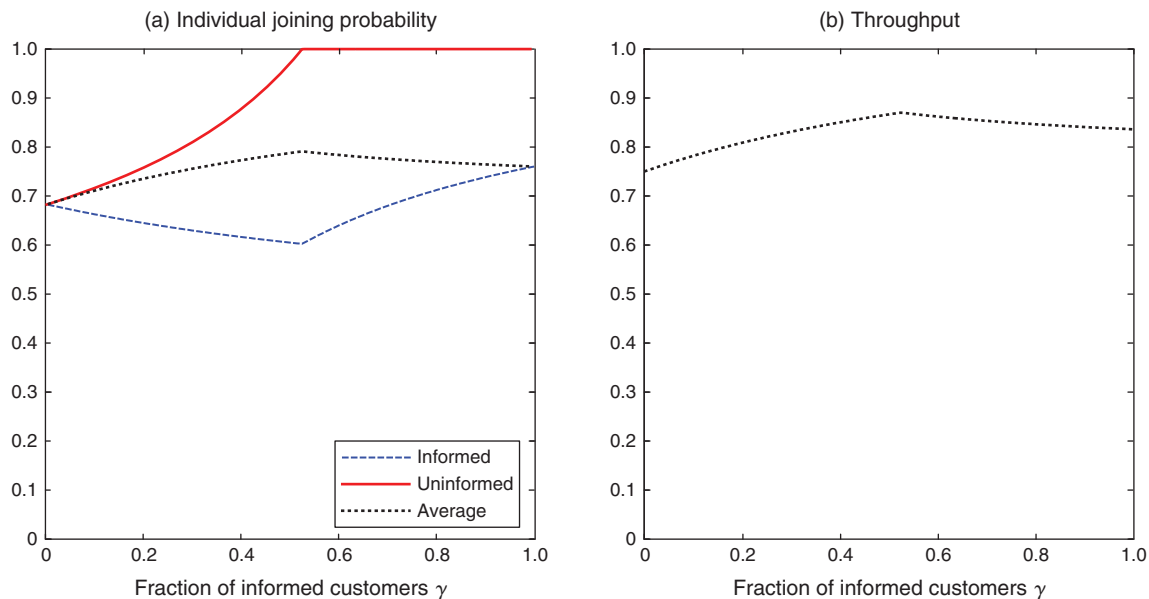 (a) Individual joining probability
1.0
0.9
0.8
0.7
0.6
0.5
0.4
0.3
0.2
0.1
0
Informed
Uninformed
Average
0 0.2 0.4 0.6 0.8 1.0
Fraction of informed customers γ
(b) Throughput
1.0
0.9
0.8
0.7
0.6
0.5
0.4
0.3
0.2
0.1
0
0 0.2 0.4 0.6 0.8 1.0
Fraction of informed customers γ